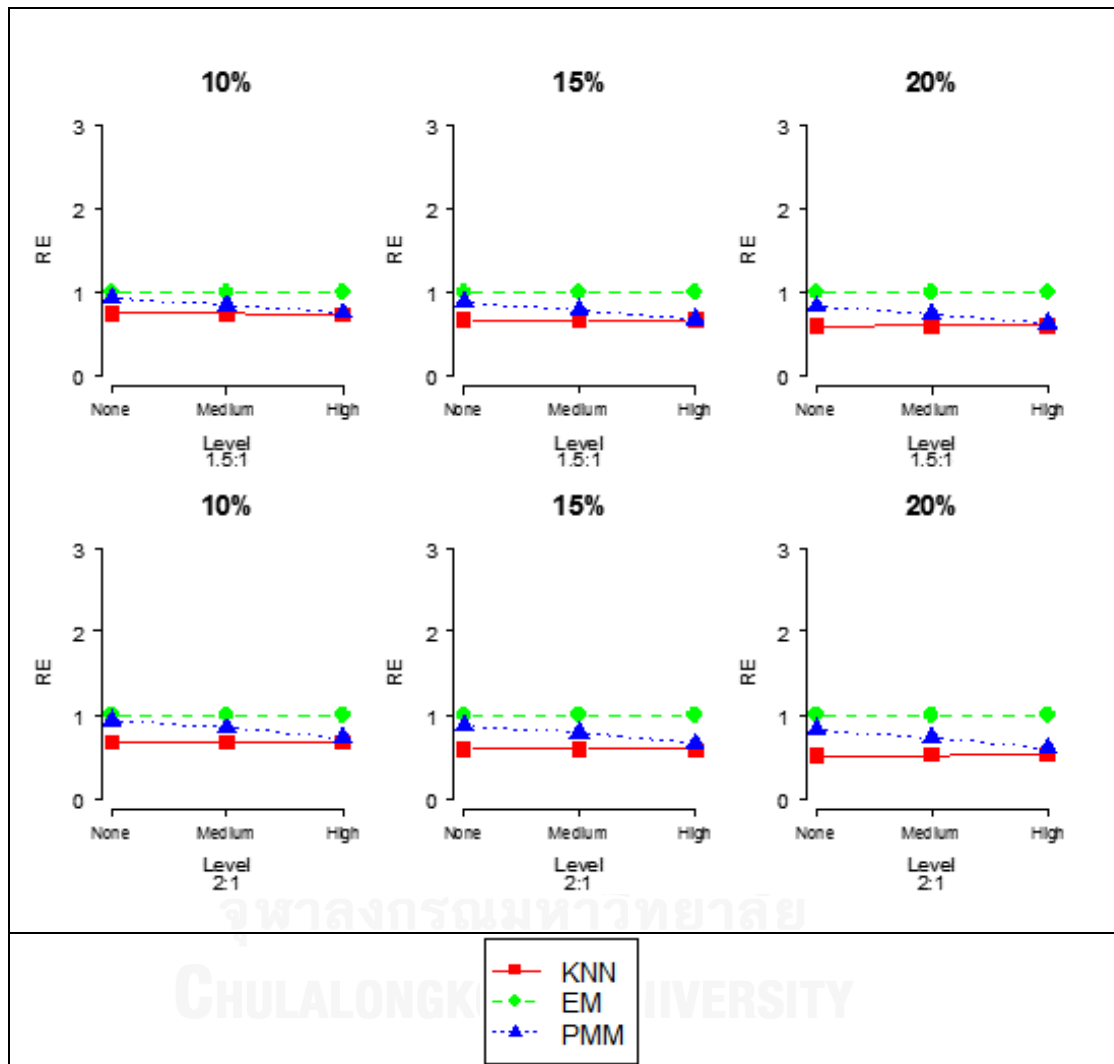 10% 15% 20%
3 3 3
2 2 2
RE RE RE
1 1 1
0 0 0
None Medium High None Medium High None Medium High
Level Level Level
1.5:1 1.5:1 1.5:1
10% 15% 20%
3 3 3
2 2 2
RE RE RE
1 1 1
0 0 0
None Medium High None Medium High None Medium High
Level Level Level
2:1 2:1 2:1
จุฬาลงกรณ์มหาวิทยาลัย
KNN
EM
PMM
CHULALONGKO NIVERSITY